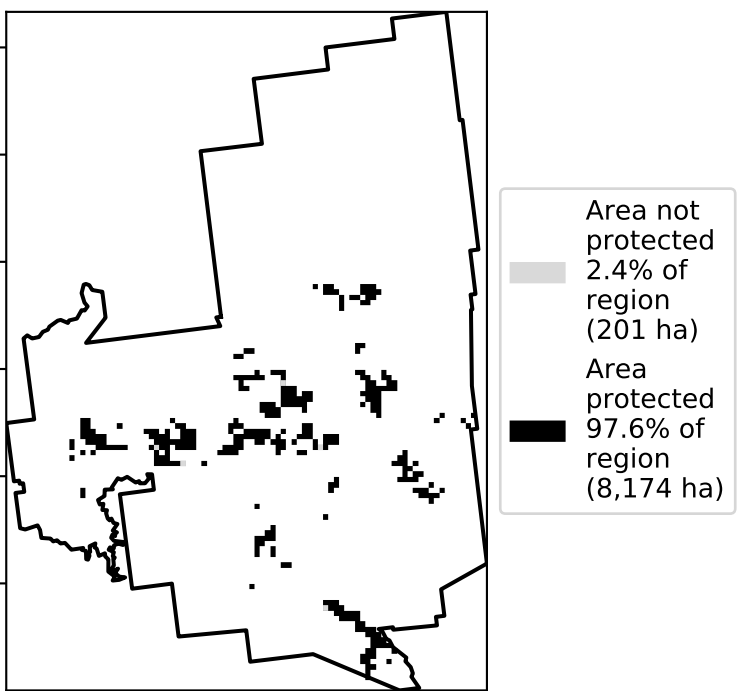 Area not
protected
2.4% of
region
(201 ha)
Area
protected
97.6% of
region
(8,174 ha)